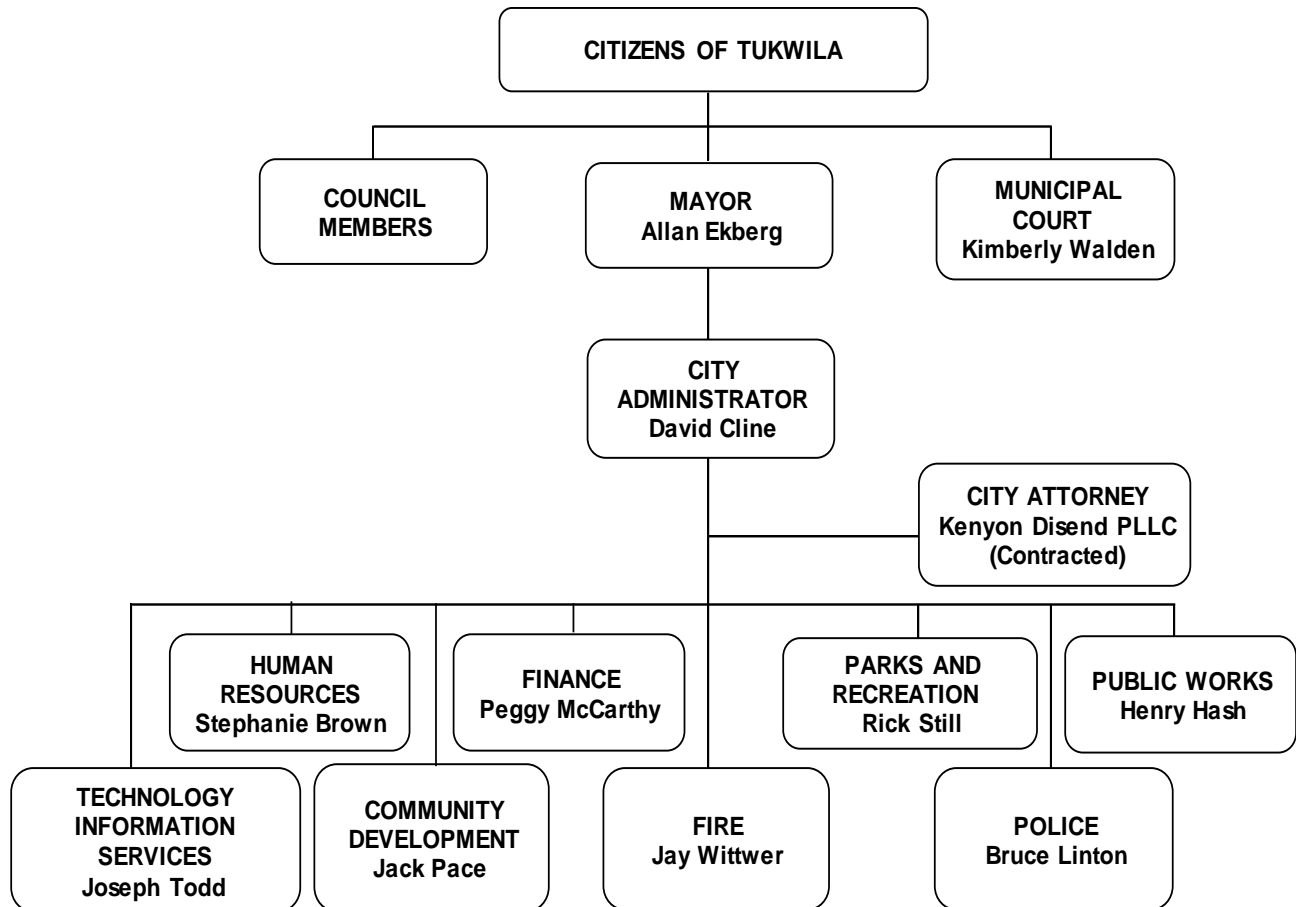 CITIZENS OF TUKWILA
COUNCIL
MEMBERS
MAYOR
Allan Ekberg
MUNICIPAL
COURT
Kimberly Walden
CITY
ADMINISTRATOR
David Cline
CITY ATTORNEY
Kenyon Disend PLLC
(Contracted)
HUMAN
RESOURCES
Stephanie Brown
FINANCE
Peggy McCarthy
PARKS AND
RECREATION
Rick Still
PUBLIC WORKS
Henry Hash
TECHNOLOGY
INFORMATION
SERVICES
Joseph Todd
COMMUNITY
DEVELOPMENT
Jack Pace
FIRE
Jay Wittwer
POLICE
Bruce Linton